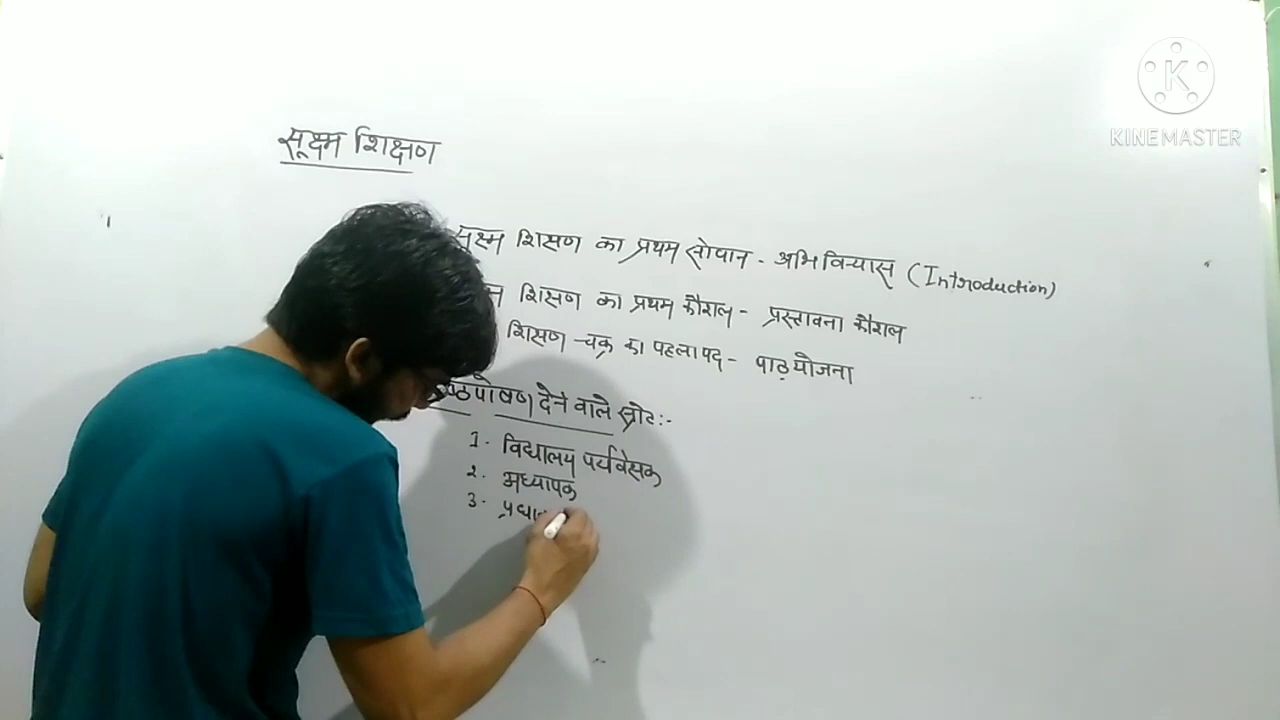 सूक्ष्म शिक्षण
सूक्ष्म शिक्षण का प्रथम सोपान - अभिविन्यास (Introduction)
शिक्षण का प्रथम कौशल - प्रस्तावना कौशल
शिक्षण -चक्र का पहला पद - पाठ्योजना
देने वाले स्रोट :-
1. विद्यालय पर्यवेक्षक
2. अध्यापक
3.
K
KINEMASTER